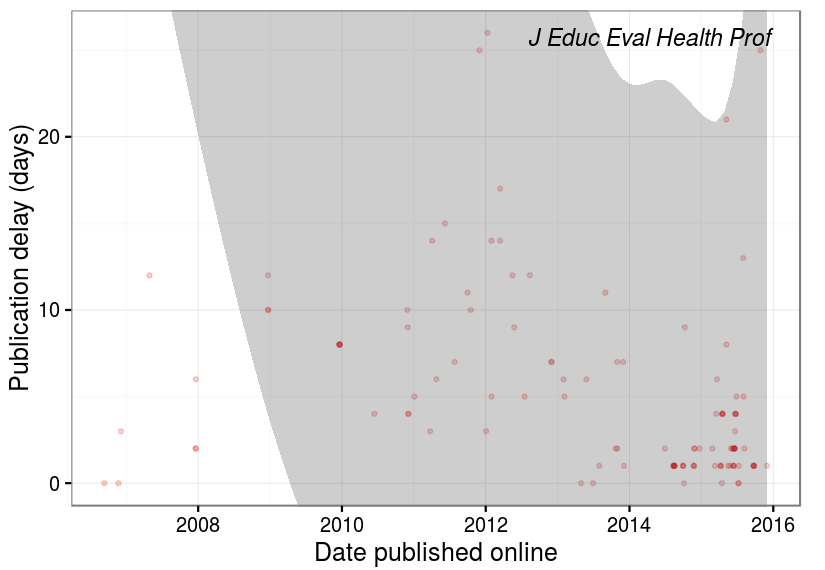 J Educ Eval Health Prof
Publication delay (days)
20
10
0
2008 2010 2012 2014 2016
Date published online